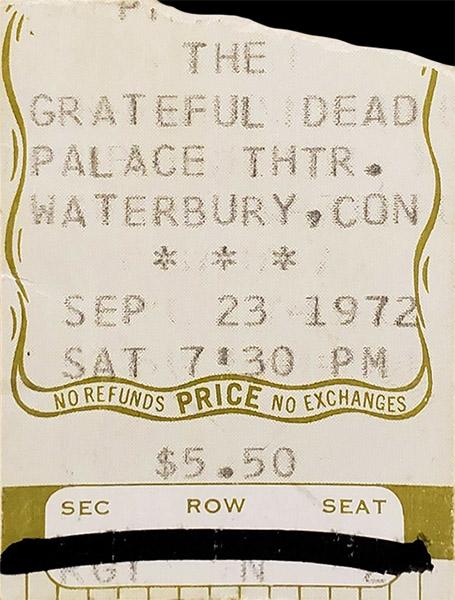 THE
GRATEFUL DEAD
PALACE THTR.
WATERBURY,CON
* * *
SEP 23 1972
SAT 7:30 PM
NO REFUNDS PRICE NO EXCHANGES
$5.50
SEC ROW SEAT
N